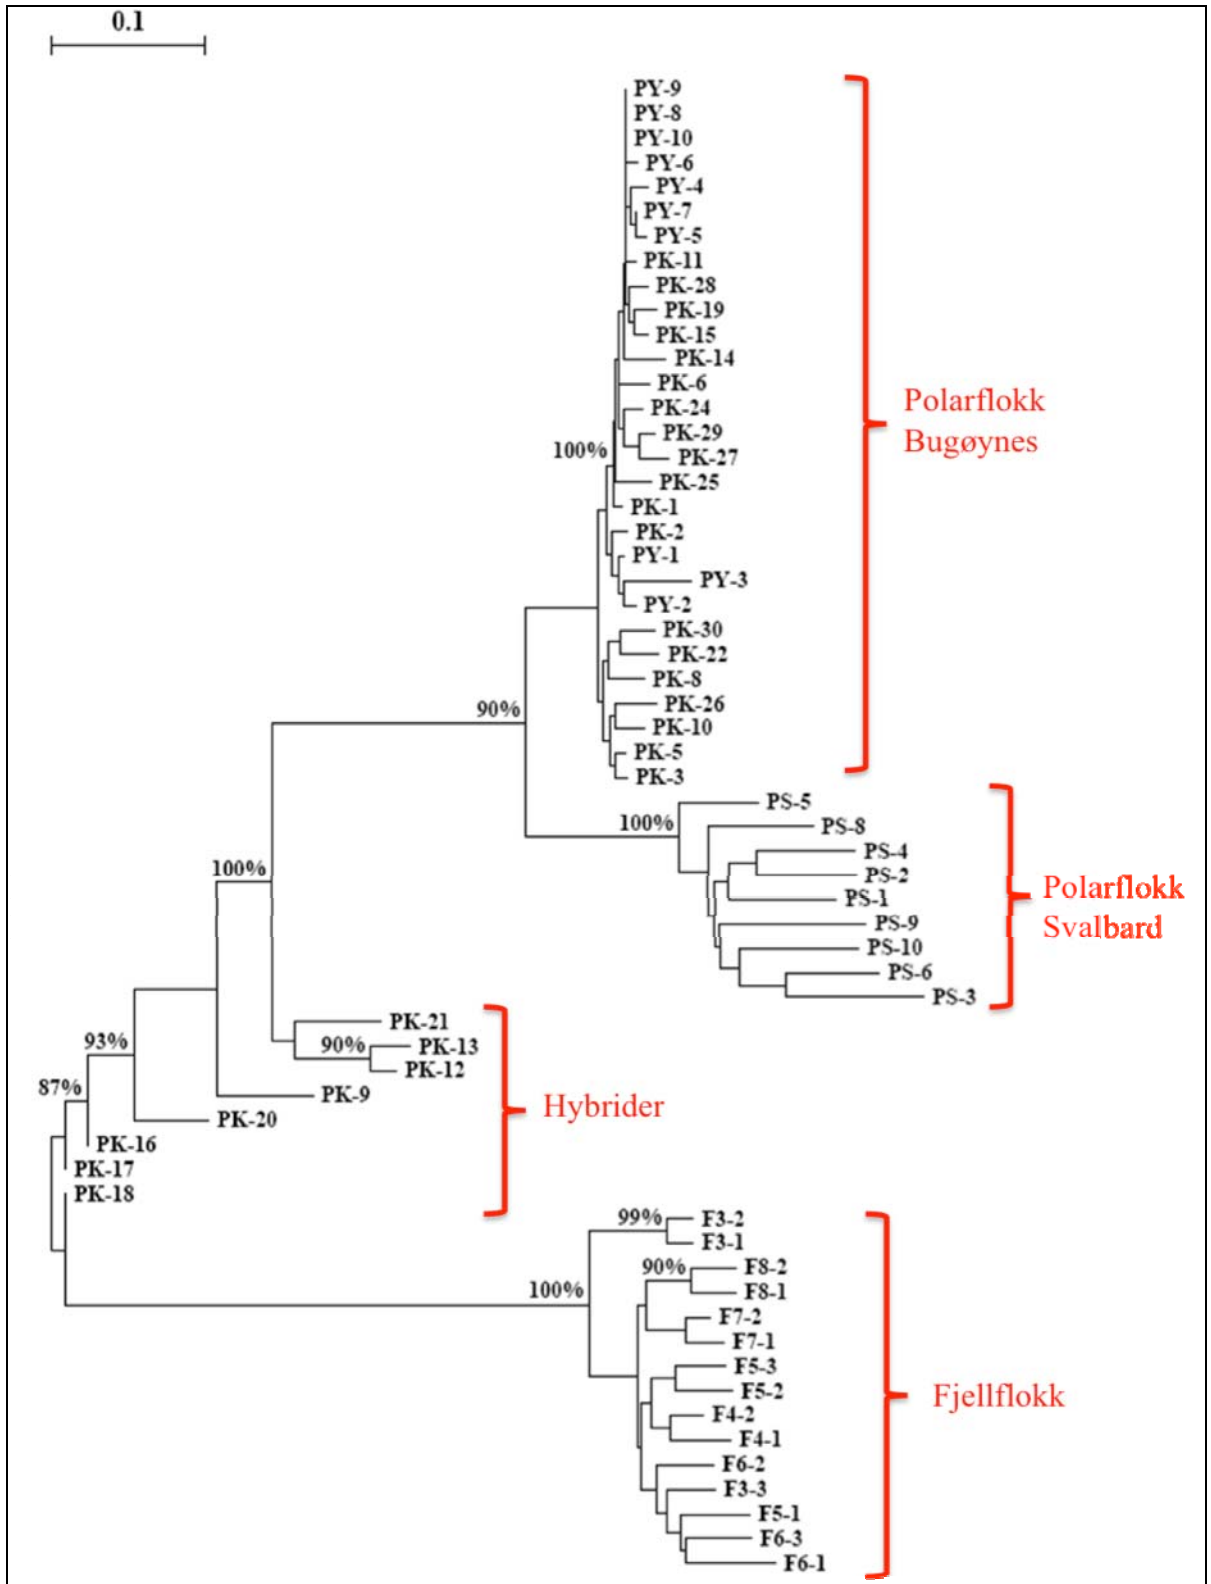 0.1
PY-9
PY-8
PY-10
PY-6
PY-4
PY-7
PY-5
PK-11
PK-28
PK-19
PK-15
PK-14
PK-6
PK-24
PK-29
100%
PK-27
PK-25
PK-1
PK-2
PY-1
PY-3
PY-2
PK-30
PK-22
PK-8
PK-26
90%
PK-10
PK-5
PK-3
Polarflokk
Bugøynes
PS-5
100%
PS-8
PS-4
PS-2
PS-1
PS-9
PS-10
PS-6
PS-3
Polarflokk
Svalbard
100%
PK-21
90%
PK-13
PK-12
93%
PK-9
87%
PK-20
PK-16
PK-17
PK-18
Hybrider
99%
F3-2
F3-1
90%
F8-2
100%
F8-1
F7-2
F7-1
F5-3
F5-2
F4-2
F4-1
F6-2
F3-3
F5-1
F6-3
F6-1
Fjellflokk